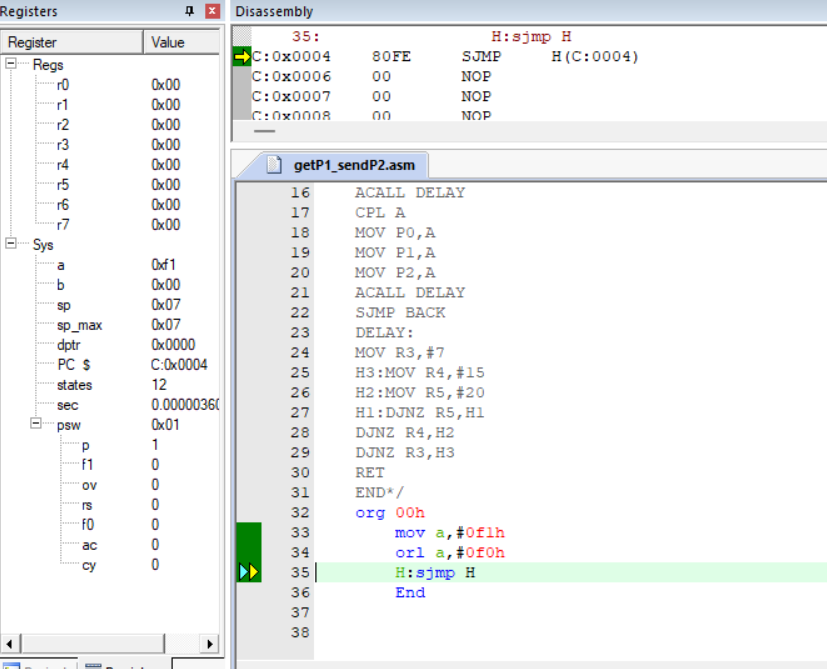 Registers
Register Value
Regs
r0 0x00
r1 0x00
r2 0x00
r3 0x00
r4 0x00
r5 0x00
r6 0x00
r7 0x00
Sys
a 0xf1
b 0x00
sp 0x07
sp_max 0x07
dptr 0x0000
PC $ C:0x0004
states 12
sec 0.00000360
psw 0x01
p 1
f1 0
ov 0
rs 0
f0 0
ac 0
cy 0
Disassembly
35: H:sjmp H
C:0x0004 80FE SJMP H(C:0004)
C:0x0006 00 NOP
C:0x0007 00 NOP
C:0x0008 00 NOP
getP1_sendP2.asm
16 ACALL DELAY
17 CPL A
18 MOV P0,A
19 MOV P1,A
20 MOV P2,A
21 ACALL DELAY
22 SJMP BACK
23 DELAY:
24 MOV R3,#7
25 H3:MOV R4,#15
26 H2:MOV R5,#20
27 H1:DJNZ R5,H1
28 DJNZ R4,H2
29 DJNZ R3,H3
30 RET
31 END*/
32 org 00h
33 mov a,#0f1h
34 orl a,#0f0h
35 H:sjmp H
36 End
37
38